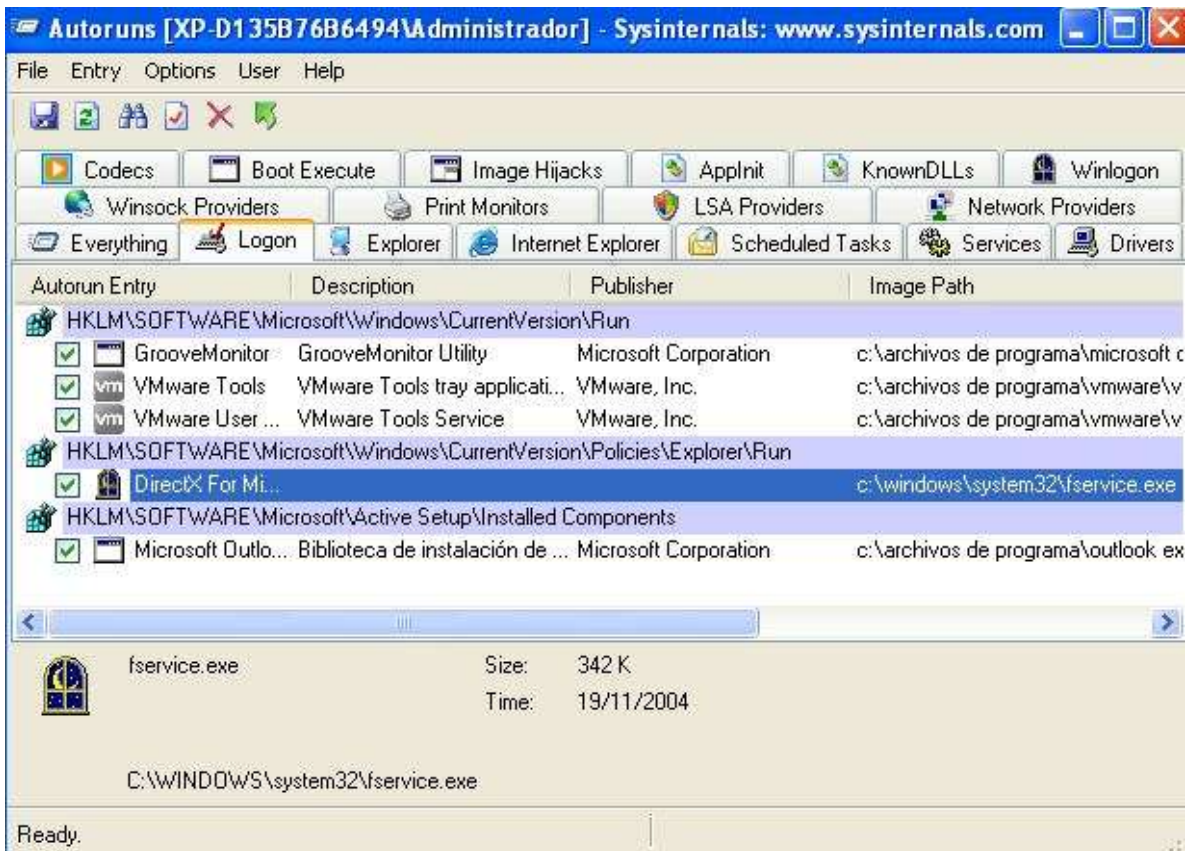 Autoruns [XP-D135B76B6494\Administrador] - Sysinternals: www.sysinternals.com
File Entry Options User Help
Codecs Boot Execute Image Hijacks AppInit KnownDLLs Winlogon
Winsock Providers Print Monitors LSA Providers Network Providers
Everything Logon Explorer Internet Explorer Scheduled Tasks Services Drivers
Autorun Entry Description Publisher Image Path
HKLM\SOFTWARE\Microsoft\Windows\CurrentVersion\Run
GrooveMonitor GrooveMonitor Utility Microsoft Corporation c:\archivos de programa\microsoft o
VMware Tools VMware Tools tray applicati... VMware, Inc. c:\archivos de programa\vmware\v
VMware User ... VMware Tools Service VMware, Inc. c:\archivos de programa\vmware\v
HKLM\SOFTWARE\Microsoft\Windows\CurrentVersion\Policies\Explorer\Run
DirectX For Mi... c:\windows\system32\fservice.exe
HKLM\SOFTWARE\Microsoft\Active Setup\Installed Components
Microsoft Outlo... Biblioteca de instalación de ... Microsoft Corporation c:\archivos de programa\outlook ex
fservice.exe Size: 342 K
Time: 19/11/2004
C:\WINDOWS\system32\fservice.exe
Ready.